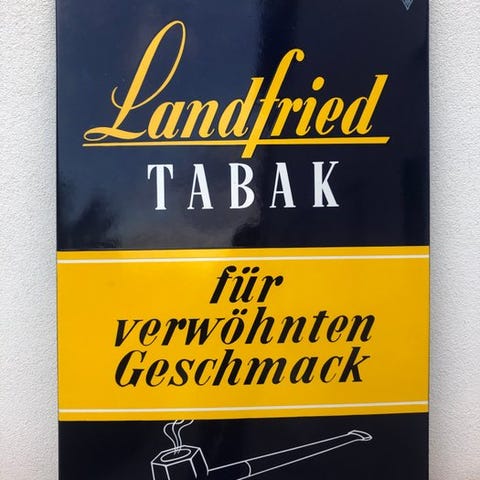 Landfried
TABAK
für
verwöhnten
Geschmack